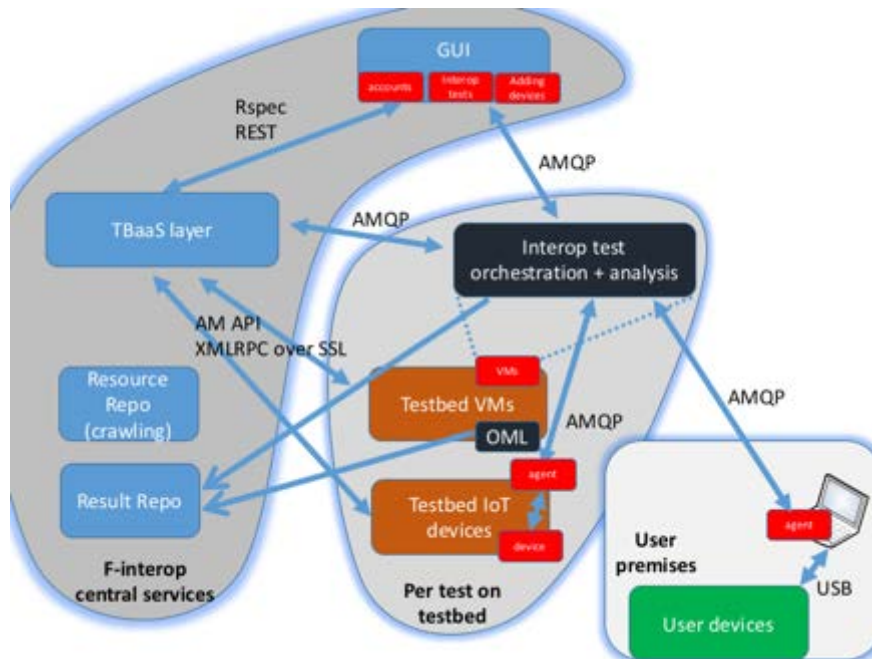 GUI
accounts
Interop
tests
Adding
devices
Rspec
REST
AMQP
TBaaS layer
AMQP
Interop test
orchestration + analysis
AM API
XMLRPC over SSL
VMs
Resource
Repo
(crawling)
Testbed VMs
OML
AMQP
AMQP
Result Repo
agent
Testbed IoT
devices
device
agent
F-interop
central services
Per test on
testbed
User
premises
USB
User devices